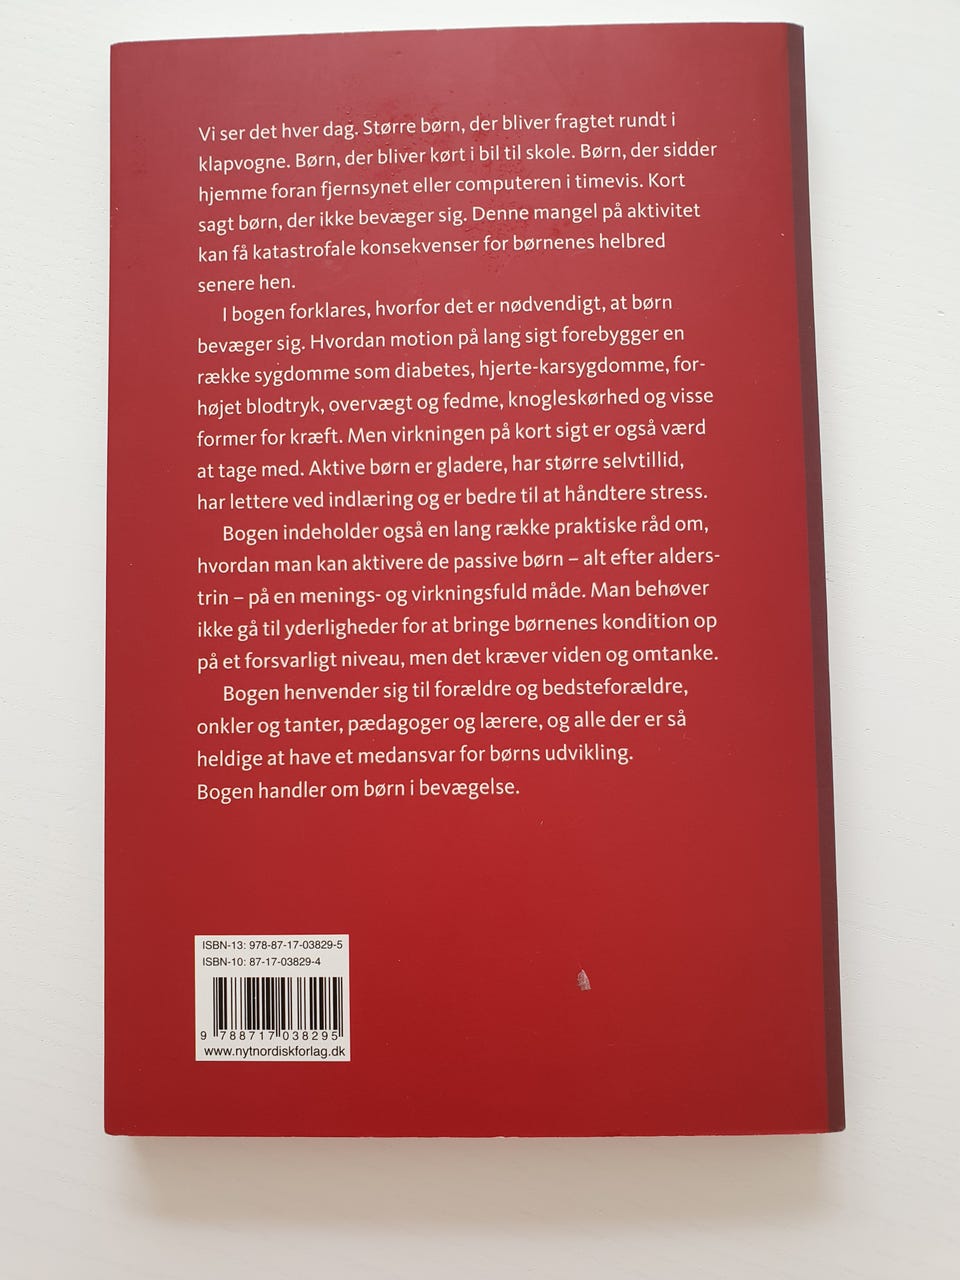 Vi ser det hver dag. Større børn, der bliver fragtet rundt i
klapvogne. Børn, der bliver kørt i bil til skole. Børn, der sidder
hjemme foran fjernsynet eller computeren i timevis. Kort
sagt børn, der ikke bevæger sig. Denne mangel på aktivitet
kan få katastrofale konsekvenser for børnenes helbred
senere hen.
I bogen forklares, hvorfor det er nødvendigt, at børn
bevæger sig. Hvordan motion på lang sigt forebygger en
række sygdomme som diabetes, hjerte-karsygdomme, for-
højet blodtryk, overvægt og fedme, knogleskørhed og visse
former for kræft. Men virkningen på kort sigt er også værd
at tage med. Aktive børn er gladere, har større selvtillid,
har lettere ved indlæring og er bedre til at håndtere stress.
Bogen indeholder også en lang række praktiske råd om,
hvordan man kan aktivere de passive børn – alt efter alders-
trin – på en menings- og virkningsfuld måde. Man behøver
ikke gå til yderligheder for at bringe børnenes kondition op
på et forsvarligt niveau, men det kræver viden og omtanke.
Bogen henvender sig til forældre og bedsteforældre,
onkler og tanter, pædagoger og lærere, og alle der er så
heldige at have et medansvar for børns udvikling.
Bogen handler om børn i bevægelse.
ISBN-13: 978-87-17-03829-5
ISBN-10: 87-17-03829-4
9 788717 038295
www.nytnordiskforlag.dk